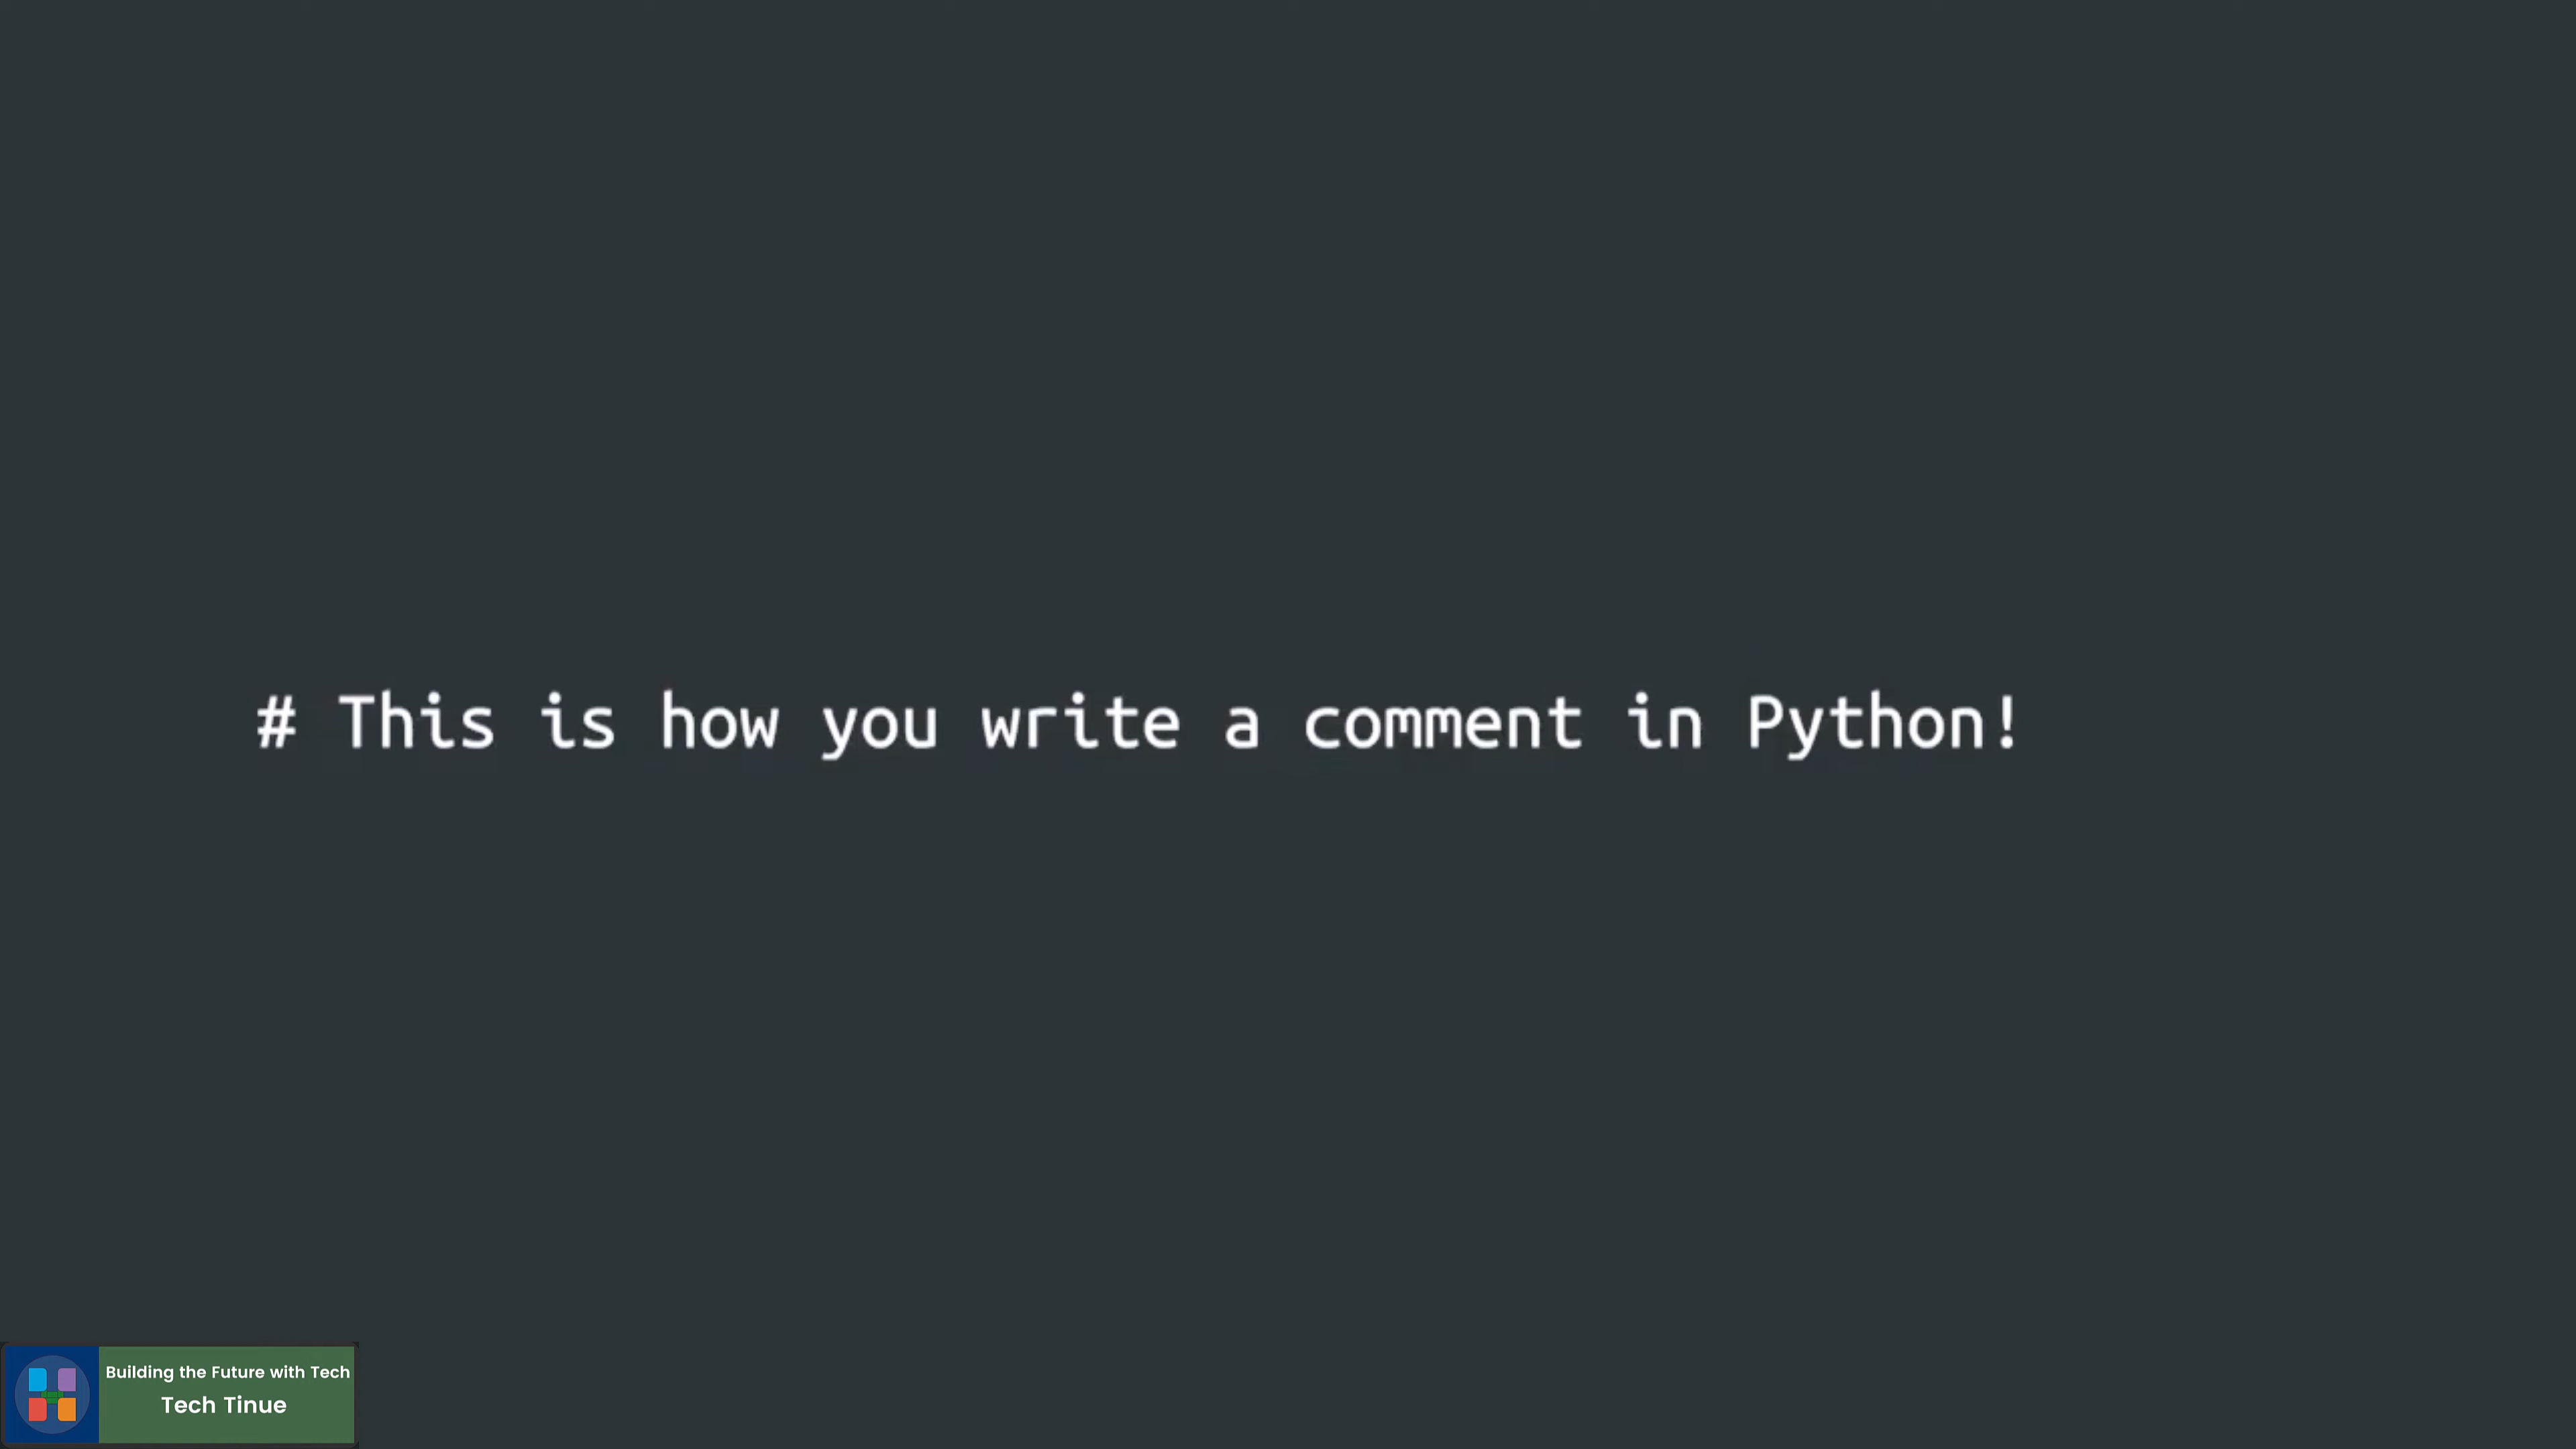 # This is how you write a comment in Python!
Building the Future with Tech
Tech Tinue